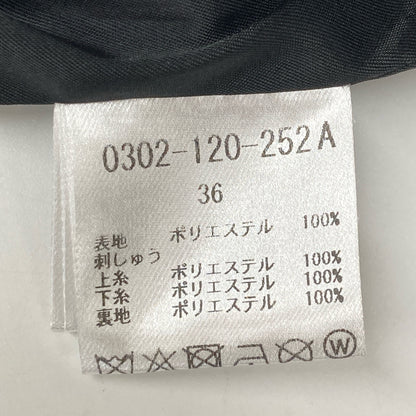 0302-120-252A
36
表地 ポリエステル 100%
刺しゅう
上糸 ポリエステル 100%
下糸 ポリエステル 100%
裏地 ポリエステル 100%
W